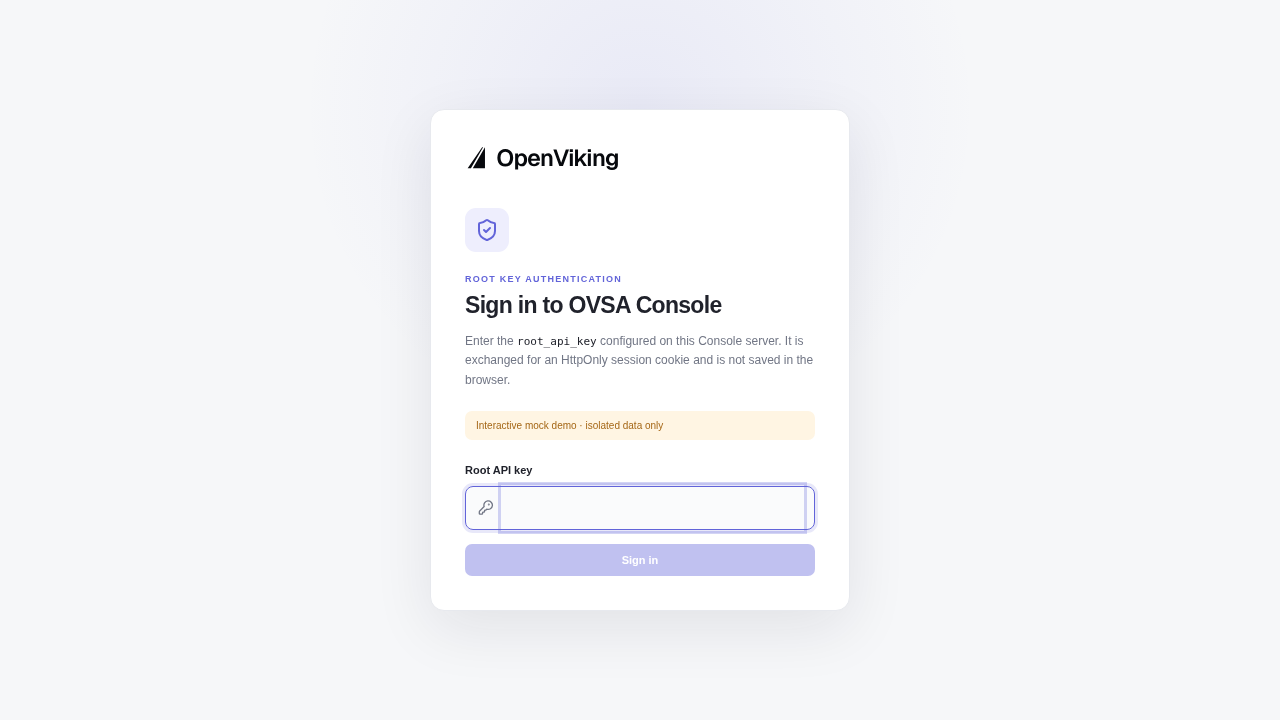 OpenViking
ROOT KEY AUTHENTICATION
Sign in to OVSA Console
Enter the root_api_key configured on this Console server. It is
exchanged for an HttpOnly session cookie and is not saved in the
browser.
Interactive mock demo · isolated data only
Root API key
Sign in